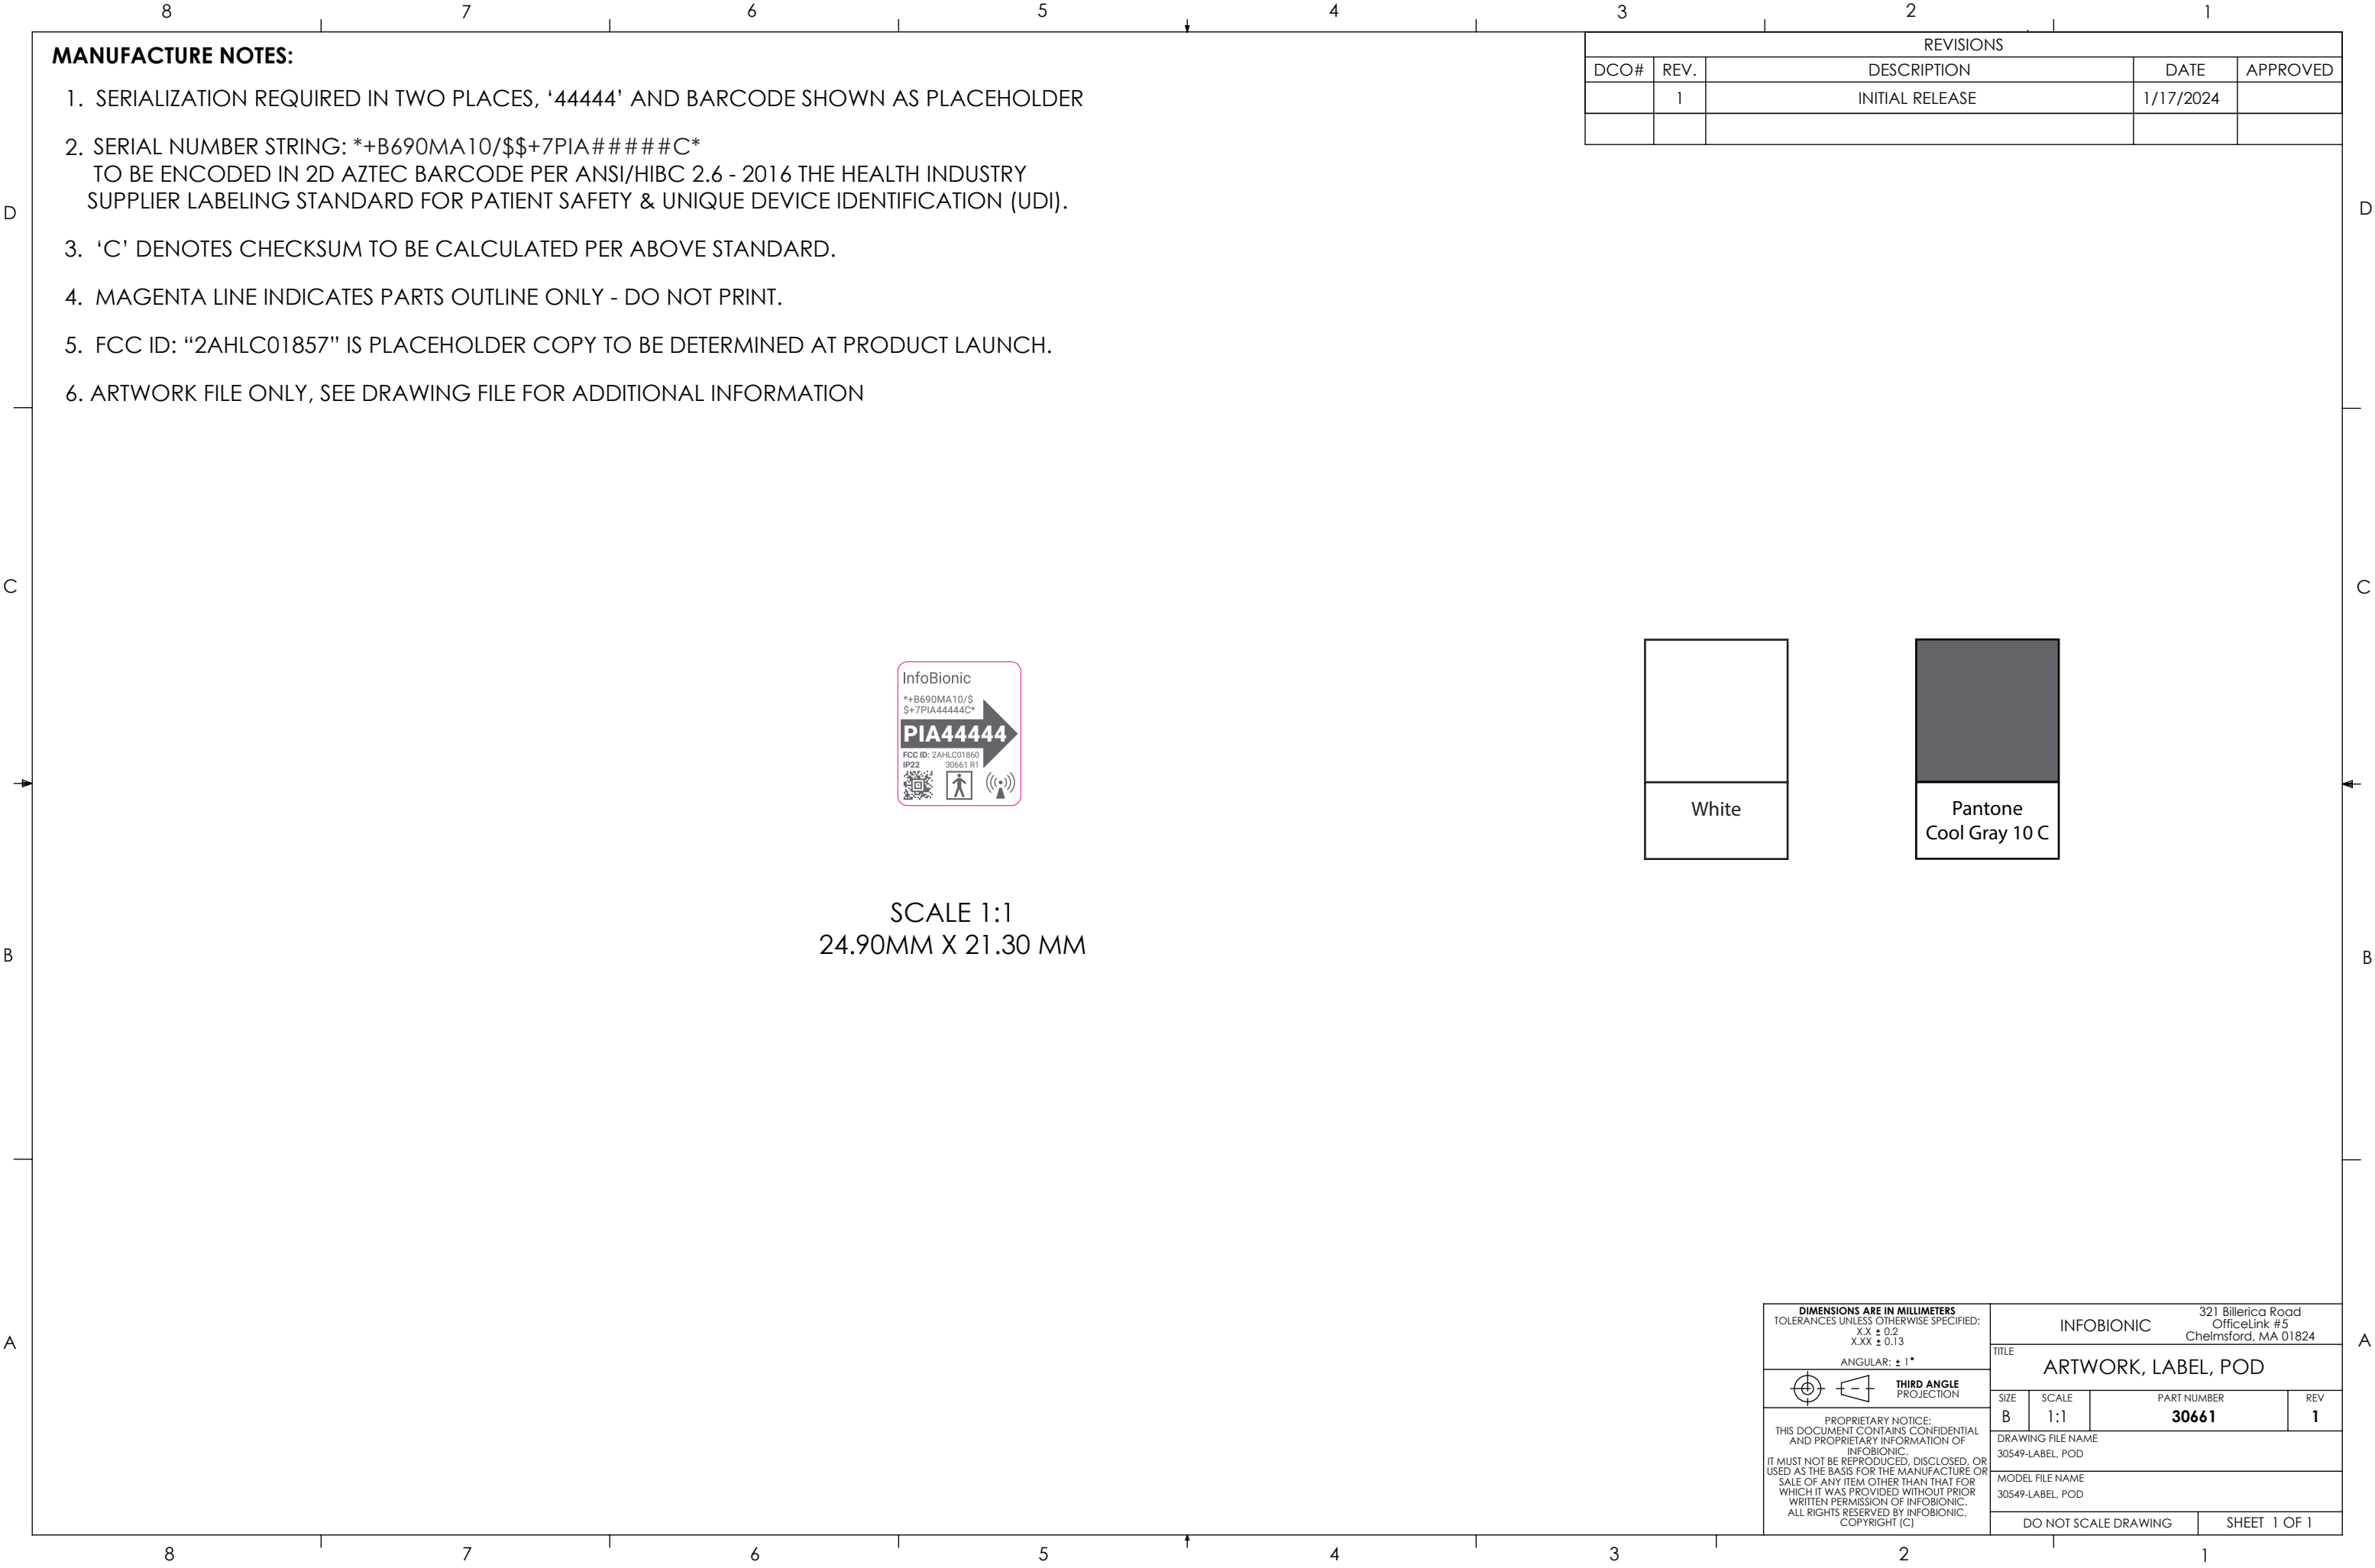 8 7 6 5 4 3 2 1
MANUFACTURE NOTES:
1. SERIALIZATION REQUIRED IN TWO PLACES, ‘44444’ AND BARCODE SHOWN AS PLACEHOLDER
2. SERIAL NUMBER STRING: *+B690MA10/$$+7PIA#####C*
TO BE ENCODED IN 2D AZTEC BARCODE PER ANSI/HIBC 2.6 - 2016 THE HEALTH INDUSTRY
SUPPLIER LABELING STANDARD FOR PATIENT SAFETY & UNIQUE DEVICE IDENTIFICATION (UDI).
3. ‘C’ DENOTES CHECKSUM TO BE CALCULATED PER ABOVE STANDARD.
4. MAGENTA LINE INDICATES PARTS OUTLINE ONLY - DO NOT PRINT.
5. FCC ID: “2AHLC01857” IS PLACEHOLDER COPY TO BE DETERMINED AT PRODUCT LAUNCH.
6. ARTWORK FILE ONLY, SEE DRAWING FILE FOR ADDITIONAL INFORMATION
REVISIONS
DCO# REV. DESCRIPTION DATE APPROVED
1 INITIAL RELEASE 1/17/2024
D D
C C
InfoBionic
*+B690MA10/$
$+7PIA44444C*
PIA44444
FCC ID: 2AHLC01860
IP22 30661 R1
SCALE 1:1
24.90MM X 21.30 MM
White
Pantone
Cool Gray 10 C
B B
A A
DIMENSIONS ARE IN MILLIMETERS
TOLERANCES UNLESS OTHERWISE SPECIFIED:
X.X ± 0.2
X.XX ± 0.13
ANGULAR: ± 1°
THIRD ANGLE
PROJECTION
PROPRIETARY NOTICE:
THIS DOCUMENT CONTAINS CONFIDENTIAL
AND PROPRIETARY INFORMATION OF
INFOBIONIC.
IT MUST NOT BE REPRODUCED, DISCLOSED, OR
USED AS THE BASIS FOR THE MANUFACTURE OR
SALE OF ANY ITEM OTHER THAN THAT FOR
WHICH IT WAS PROVIDED WITHOUT PRIOR
WRITTEN PERMISSION OF INFOBIONIC.
ALL RIGHTS RESERVED BY INFOBIONIC,
COPYRIGHT (C)
INFOBIONIC
321 Billerica Road
OfficeLink #5
Chelmsford, MA 01824
TITLE
ARTWORK, LABEL, POD
SIZE SCALE PART NUMBER REV
B 1:1 30661 1
DRAWING FILE NAME
30549-LABEL, POD
MODEL FILE NAME
30549-LABEL, POD
DO NOT SCALE DRAWING SHEET 1 OF 1
8 7 6 5 4 3 2 1